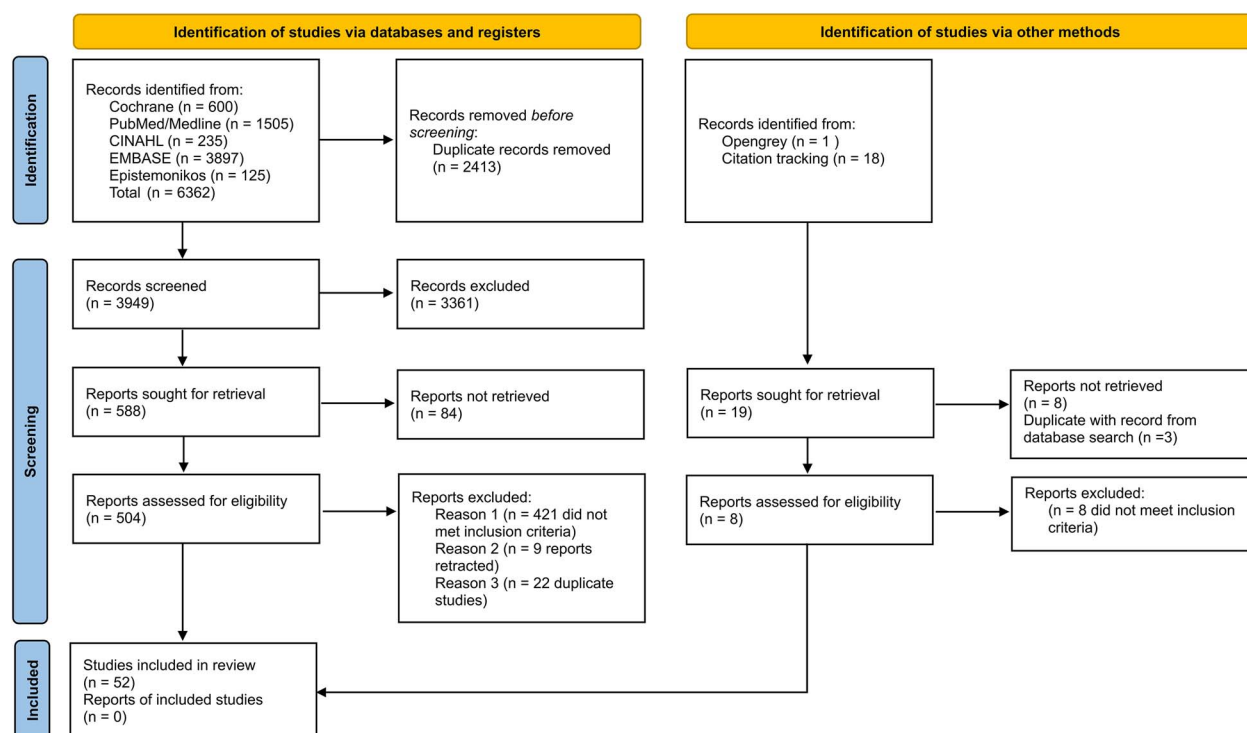 Identification of studies via databases and registers
Identification of studies via other methods
Identification
Records identified from:
Cochrane (n = 600)
PubMed/Medline (n = 1505)
CINAHL (n = 235)
EMBASE (n = 3897)
Epistemonikos (n = 125)
Total (n = 6362)
Records removed before
screening:
Duplicate records removed
(n = 2413)
Records identified from:
Opengrey (n = 1 )
Citation tracking (n = 18)
Screening
Records screened
(n = 3949)
Records excluded
(n = 3361)
Reports sought for retrieval
(n = 588)
Reports not retrieved
(n = 84)
Reports sought for retrieval
(n = 19)
Reports not retrieved
(n = 8)
Duplicate with record from
database search (n =3)
Reports assessed for eligibility
(n = 504)
Reports excluded:
Reason 1 (n = 421 did not
met inclusion criteria)
Reason 2 (n = 9 reports
retracted)
Reason 3 (n = 22 duplicate
studies)
Reports assessed for eligibility
(n = 8)
Reports excluded:
(n = 8 did not meet inclusion
criteria)
Included
Studies included in review
(n = 52)
Reports of included studies
(n = 0)